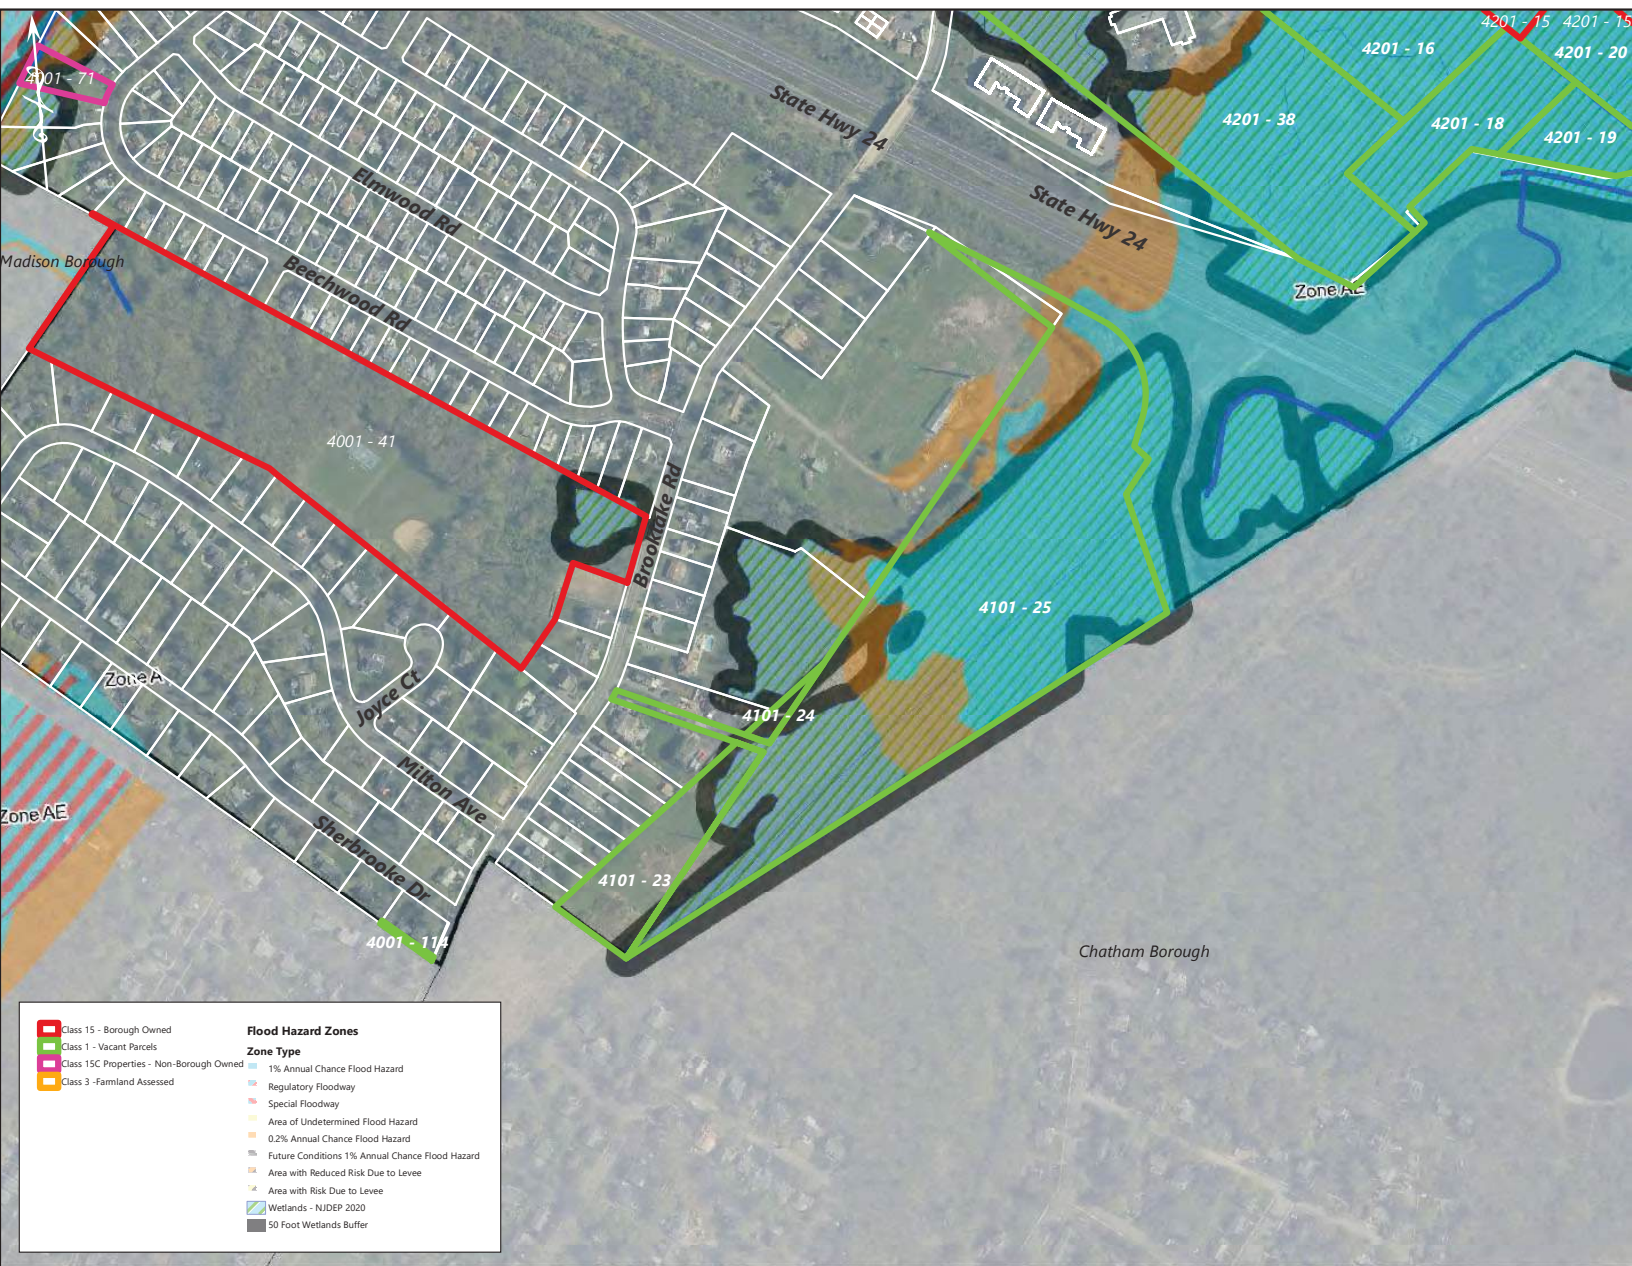 4201 - 15
4201 - 15
4201 - 16
4201 - 20
4001 - 71
State Hwy 24
4201 - 38
4201 - 18
4201 - 19
Elmwood Rd
State Hwy 24
Madison Borough
Beechwood Rd
Zone AE
4001 - 41
Brooklake Rd
4101 - 25
Zone A
Joyce Ct
4101 - 24
Milton Ave
Zone AE
Sherbrooke Dr
4101 - 23
4001 - 114
Chatham Borough
Class 15 - Borough Owned
Class 1 - Vacant Parcels
Class 15C Properties - Non-Borough Owned
Class 3 -Farmland Assessed
Flood Hazard Zones
Zone Type
1% Annual Chance Flood Hazard
Regulatory Floodway
Special Floodway
Area of Undetermined Flood Hazard
0.2% Annual Chance Flood Hazard
Future Conditions 1% Annual Chance Flood Hazard
Area with Reduced Risk Due to Levee
Area with Risk Due to Levee
Wetlands - NJDEP 2020
50 Foot Wetlands Buffer